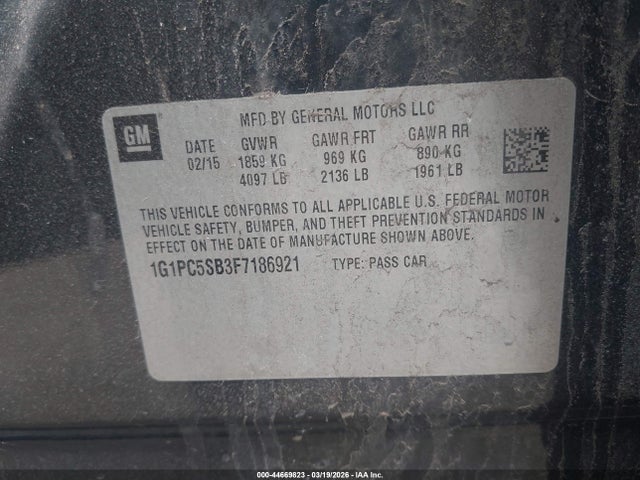 MFD BY GENERAL MOTORS LLC
GM
DATE GVWR GAWR FRT GAWR RR
02/15 1859 KG 969 KG 890 KG
4097 LB 2136 LB 1961 LB
THIS VEHICLE CONFORMS TO ALL APPLICABLE U.S. FEDERAL MOTOR
VEHICLE SAFETY, BUMPER, AND THEFT PREVENTION STANDARDS IN
EFFECT ON THE DATE OF MANUFACTURE SHOWN ABOVE.
1G1PC5SB3F7186921 TYPE: PASS CAR
000-44669823 | 03/19/2026 - © IAA, Inc.